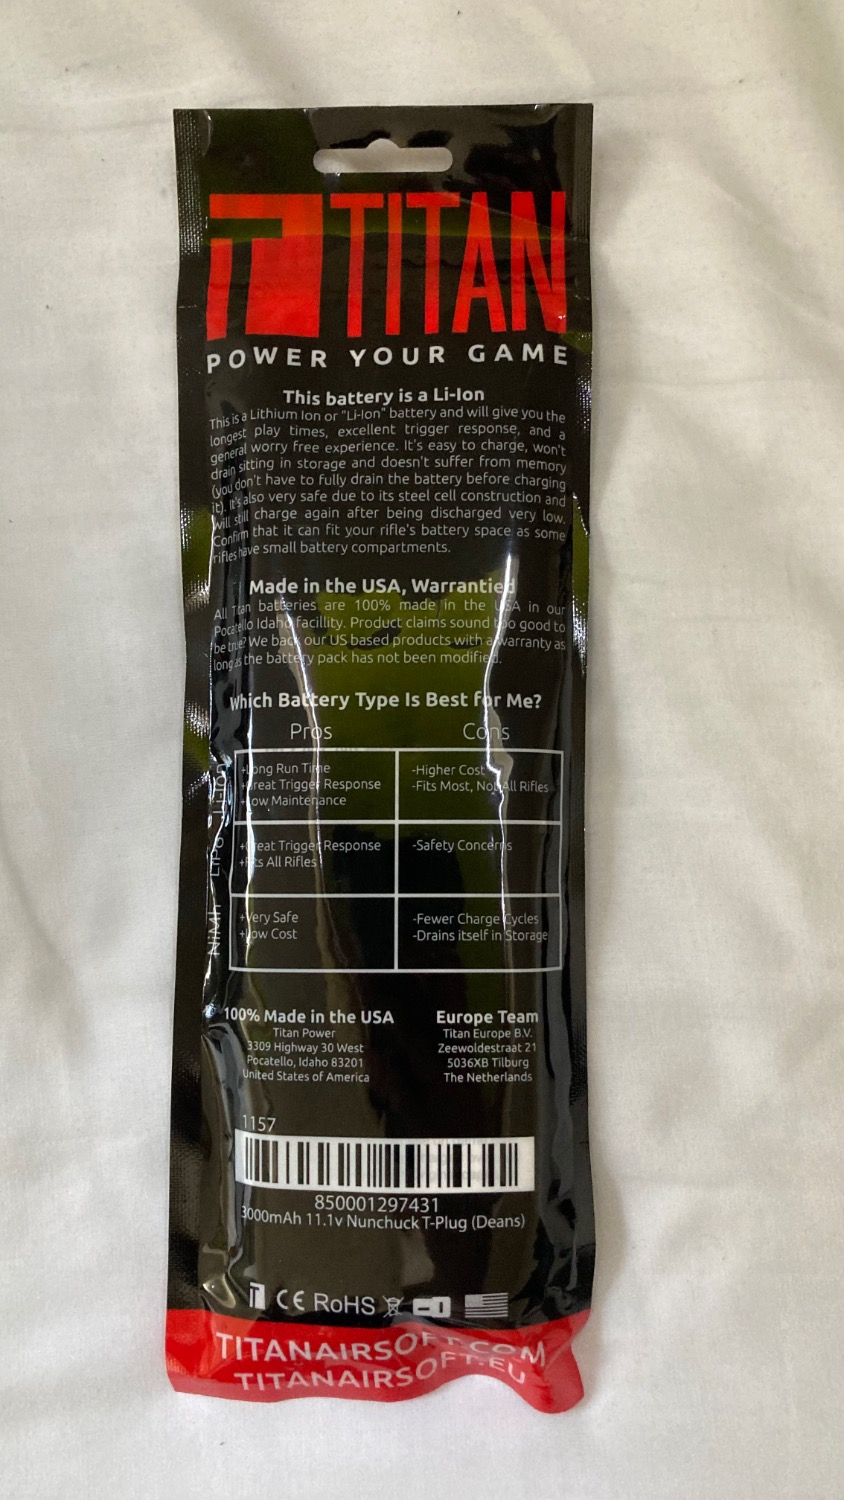 TITAN
POWER YOUR GAME
This battery is a Li-Ion
This is a Lithium Ion or "Li-Ion" battery and will give you the
longest play times, excellent trigger response, and a
general worry free experience. It's easy to charge, won't
drain sitting in storage and doesn't suffer from memory
(you don't have to fully drain the battery before charging
it). It's also very safe due to its steel cell construction and
will still charge again after being discharged very low.
Confirm that it can fit your rifle's battery space as some
rifles have small battery compartments.
Made in the USA, Warrantied
All Titan batteries are 100% made in the USA in our
Pocatello Idaho facillity. Product claims sound too good to
be true? We back our US based products with a warranty as
long as the battery pack has not been modified.
Which Battery Type Is Best for Me?
Pros Cons
Li-Ion
+Long Run Time
+Great Trigger Response
+Low Maintenance
-Higher Cost
-Fits Most, Not All Rifles
LiPo
+Great Trigger Response
+Fits All Rifles
-Safety Concerns
NiMh
+Very Safe
+Low Cost
-Fewer Charge Cycles
-Drains itself in Storage
100% Made in the USA
Titan Power
3309 Highway 30 West
Pocatello, Idaho 83201
United States of America
Europe Team
Titan Europe B.V.
Zeewoldestraat 21
5036XB Tilburg
The Netherlands
1157
850001297431
3000mAh 11.1v Nunchuck T-Plug (Deans)
CE RoHS
TITANAIRSOFT.COM
TITANAIRSOFT.EU